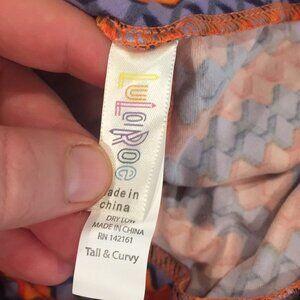 LuLaRoe
Made in
china
DRY LOW
MADE IN CHINA
RN 142161
Tall & Curvy